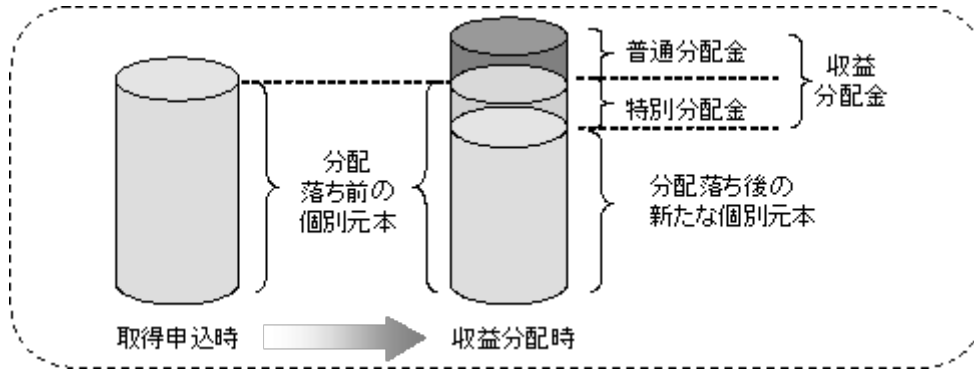 普通分配金
特別分配金
収益
分配金
分配
落ち前の
個別元本
分配落ち後の
新たな個別元本
取得申込時
収益分配時